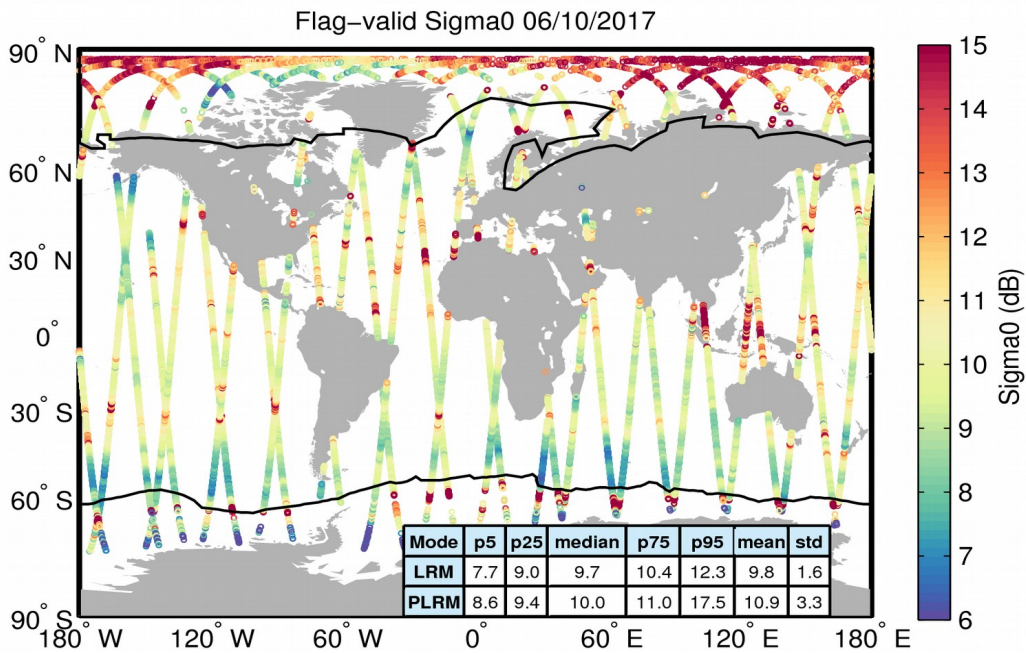 Flag−valid Sigma0 06/10/2017
90° N
60° N
30° N
0°
30° S
60° S
90° S
180° W
120° W
60° W
0°
60° E
120° E
180° E
15
14
13
12
11
10
9
8
7
6
Sigma0 (dB)
Mode p5 p25 median p75 p95 mean std
LRM 7.7 9.0 9.7 10.4 12.3 9.8 1.6
PLRM 8.6 9.4 10.0 11.0 17.5 10.9 3.3